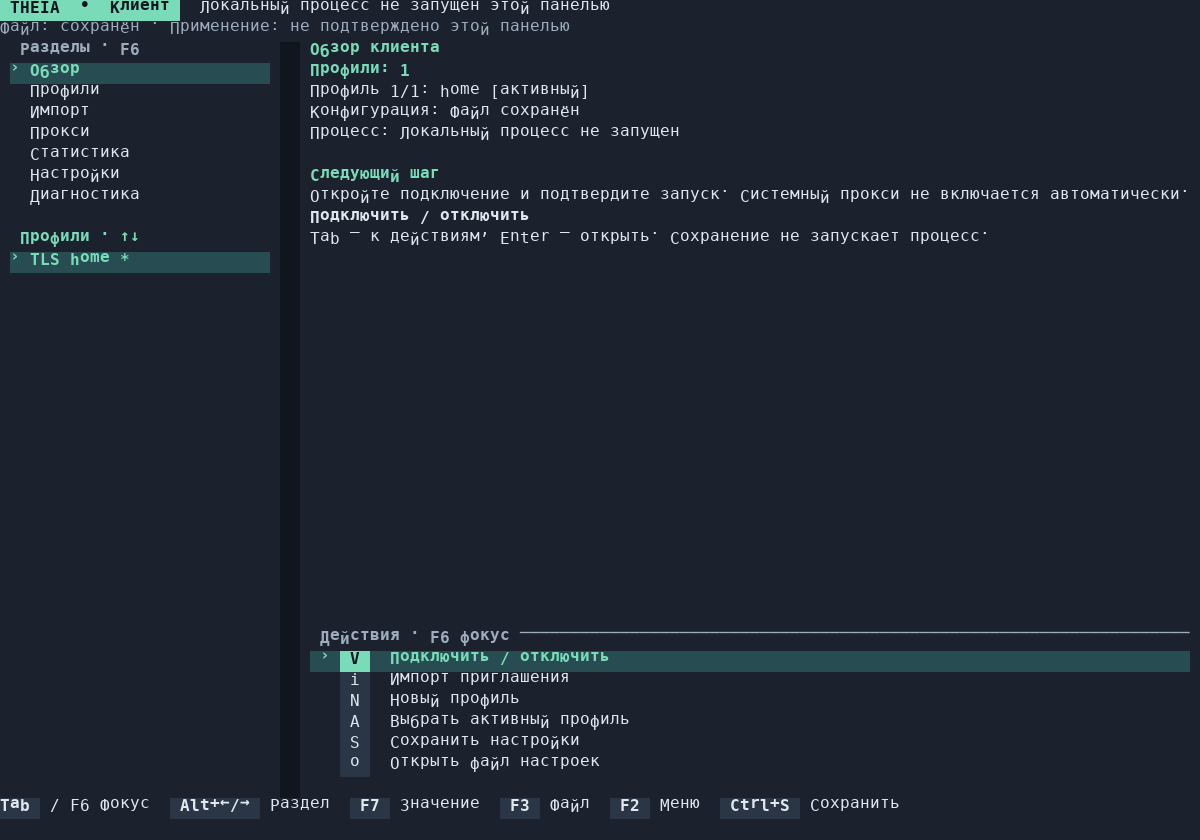 THEIA • Клиент Локальный процесс не запущен этой панелью
Файл: сохранён · Применение: не подтверждено этой панелью
Разделы · F6
› Обзор
Профили
Импорт
Прокси
Статистика
Настройки
Диагностика
Профили · ↑↓
› TLS home *
Обзор клиента
Профили: 1
Профиль 1/1: home [активный]
Конфигурация: Файл сохранён
Процесс: Локальный процесс не запущен
Следующий шаг
Откройте подключение и подтвердите запуск. Системный прокси не включается автоматически.
Подключить / отключить
Tab — к действиям, Enter — открыть. Сохранение не запускает процесс.
Действия · F6 фокус
› V Подключить / отключить
i Импорт приглашения
N Новый профиль
A Выбрать активный профиль
S Сохранить настройки
o Открыть файл настроек
Tab / F6 Фокус Alt+←/→ Раздел F7 Значение F3 Файл F2 Меню Ctrl+S Сохранить